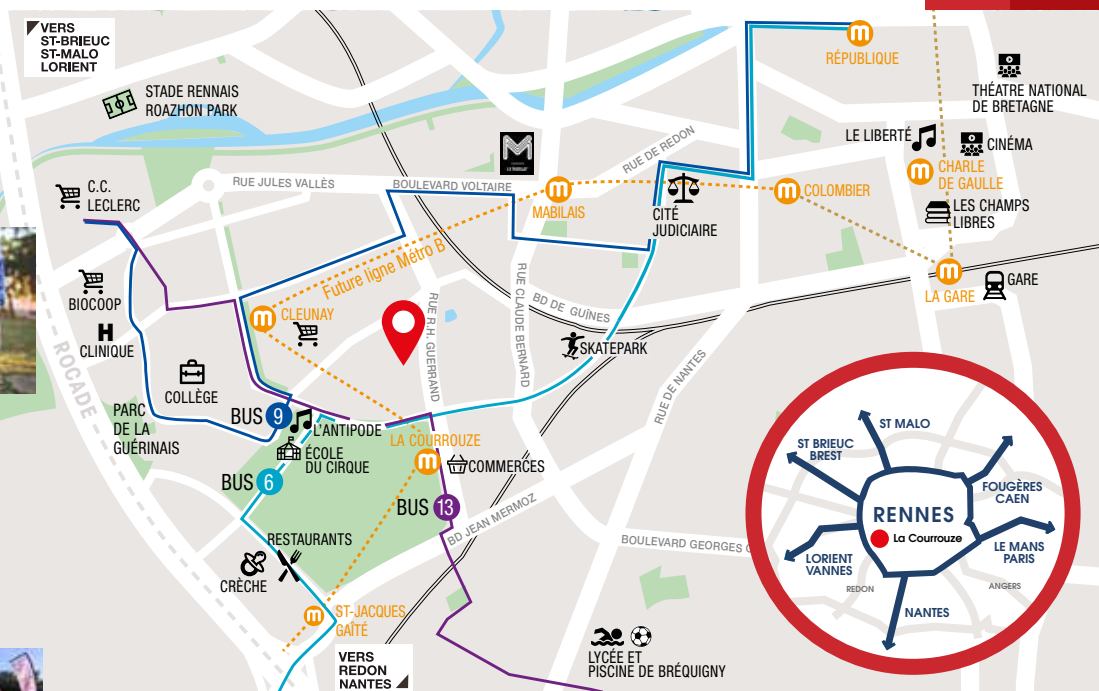 VERS
ST-BRIEUC
ST-MALO
LORIENT
STADE RENNAIS
ROAZHON PARK
m
RÉPUBLIQUE
THÉATRE NATIONAL
DE BRETAGNE
LE LIBERTÉ
CINÉMA
m
CHARLE
DE GAULLE
LES CHAMPS
LIBRES
M
RUE DE REDON
C.C.
LECLERC
RUE JULES VALLÈS
BOULEVARD VOLTAIRE
m
MABILAIS
m
COLOMBIER
CITÉ
JUDICIAIRE
Future ligne Métro B
m
LA GARE
GARE
BIOCOOP
H
CLINIQUE
m
CLEUNAY
RUE R.H. GUERRAND
RUE CLAUDE BERNARD
BD DE GUÎNES
SKATEPARK
RUE DE NANTES
ROCADE
COLLÈGE
PARC
DE LA
GUÉRINAIS
BUS 9
L'ANTIPODE
ÉCOLE
DU CIRQUE
LA COURROUZE
m
COMMERCES
BUS 6
BUS 13
BD JEAN MERMOZ
BOULEVARD GEORGES
RESTAURANTS
CRÈCHE
m
ST-JACQUES
GAÎTÉ
VERS
REDON
NANTES
LYCÉE ET
PISCINE DE BRÉQUIGNY
ST MALO
ST BRIEUC
BREST
FOUGÈRES
CAEN
RENNES
La Courrouze
LORIENT
VANNES
LE MANS
PARIS
REDON
ANGERS
NANTES